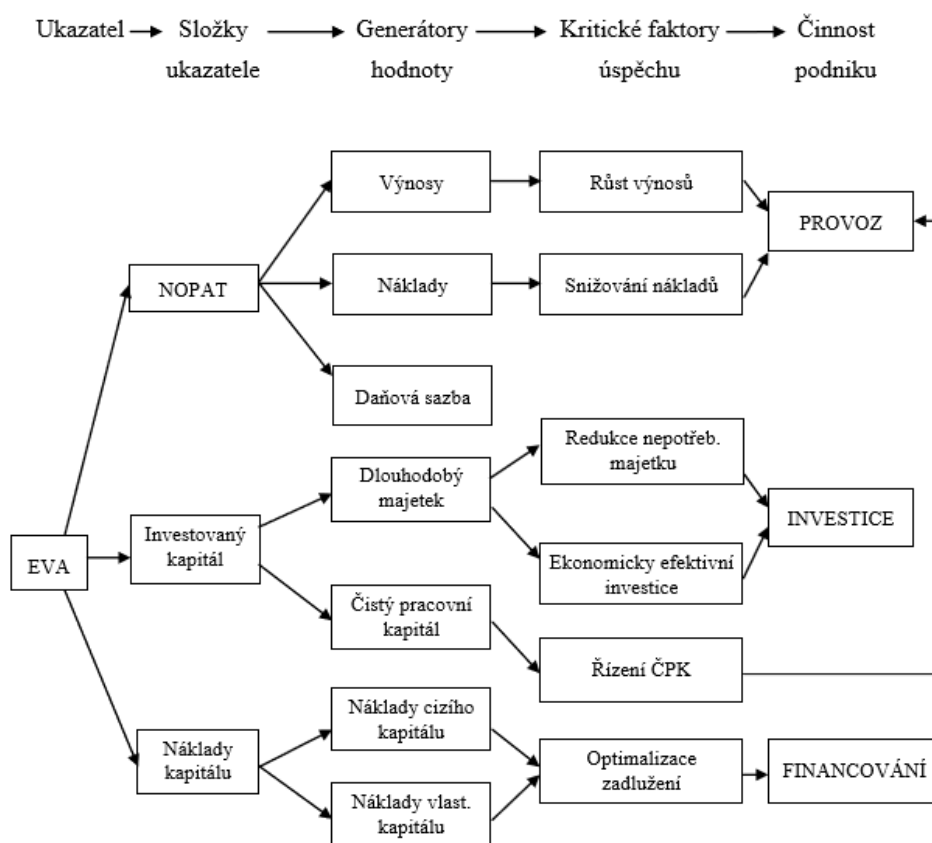 Ukazatel Složky Generátory Kritické faktory Činnost
ukazatele hodnoty úspěchu podniku
Výnosy
Růst výnosů
PROVOZ
NOPAT
Náklady
Snižování nákladů
Daňová sazba
Redukce nepotřeb.
majetku
Dlouhodobý
majetek
INVESTICE
Investovaný
kapitál
EVA
Ekonomicky efektivní
investice
Čistý pracovní
kapitál
Řízení ČPK
Náklady cizího
kapitálu
Náklady
kapitálu
Optimalizace
zadlužení
FINANCOVÁNÍ
Náklady vlast.
kapitálu